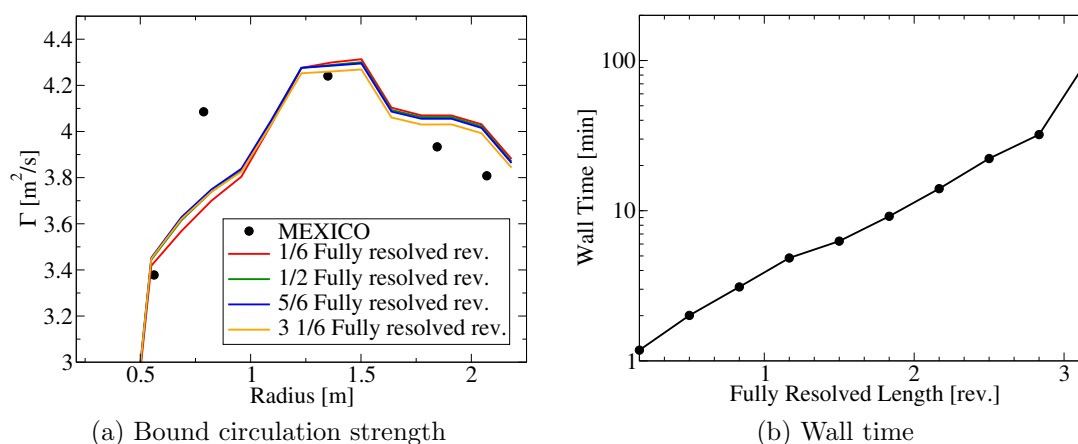 4.4
4.2
4
3.8
3.6
3.4
3.2
3
Γ [m²/s]
0.5 1 1.5 2
Radius [m]
MEXICO
1/6 Fully resolved rev.
1/2 Fully resolved rev.
5/6 Fully resolved rev.
3 1/6 Fully resolved rev.
(a) Bound circulation strength
100
10
1
Wall Time [min]
1 2 3
Fully Resolved Length [rev.]
(b) Wall time